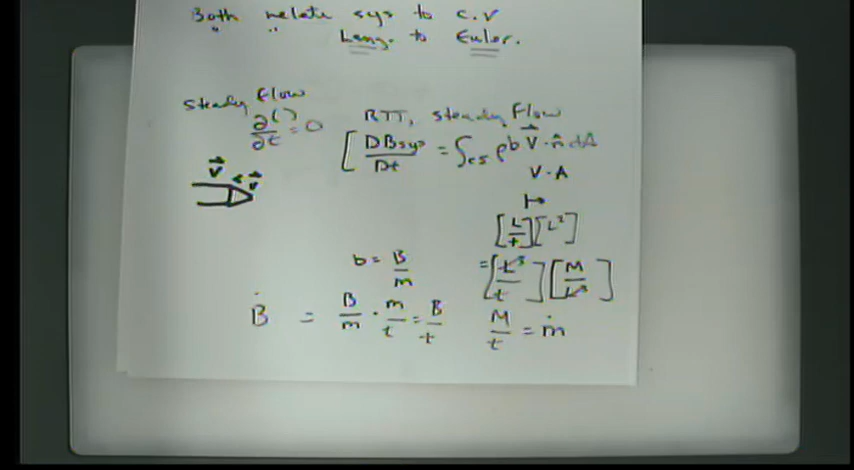 Both relate sys to c.v
" " Lang. to Euler.
Steady Flow
∂( )/∂t = 0
RTT, steady Flow
[ DBsys/Dt = ∫cs ρb V⃗·n̂ dA
V·A
V⃗ V⃗
[L/t][L²]
b = B/m
=[L³/t][M/L³]
Ḃ = B/m · m/t = B/t
M/t = ṁ